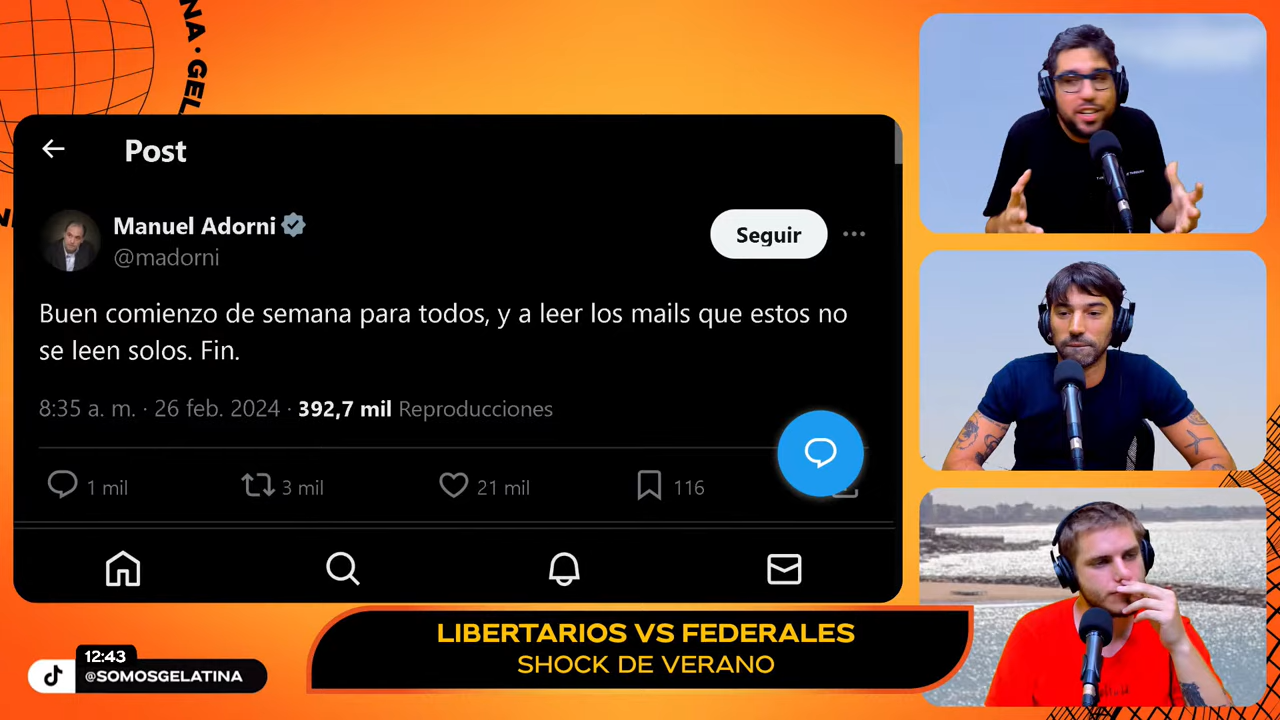 NA · GEL
Post
Manuel Adorni
@madorni
Seguir
Buen comienzo de semana para todos, y a leer los mails que estos no
se leen solos. Fin.
8:35 a. m. · 26 feb. 2024 · 392,7 mil Reproducciones
1 mil
3 mil
21 mil
116
LIBERTARIOS VS FEDERALES
SHOCK DE VERANO
12:43
@SOMOSGELATINA